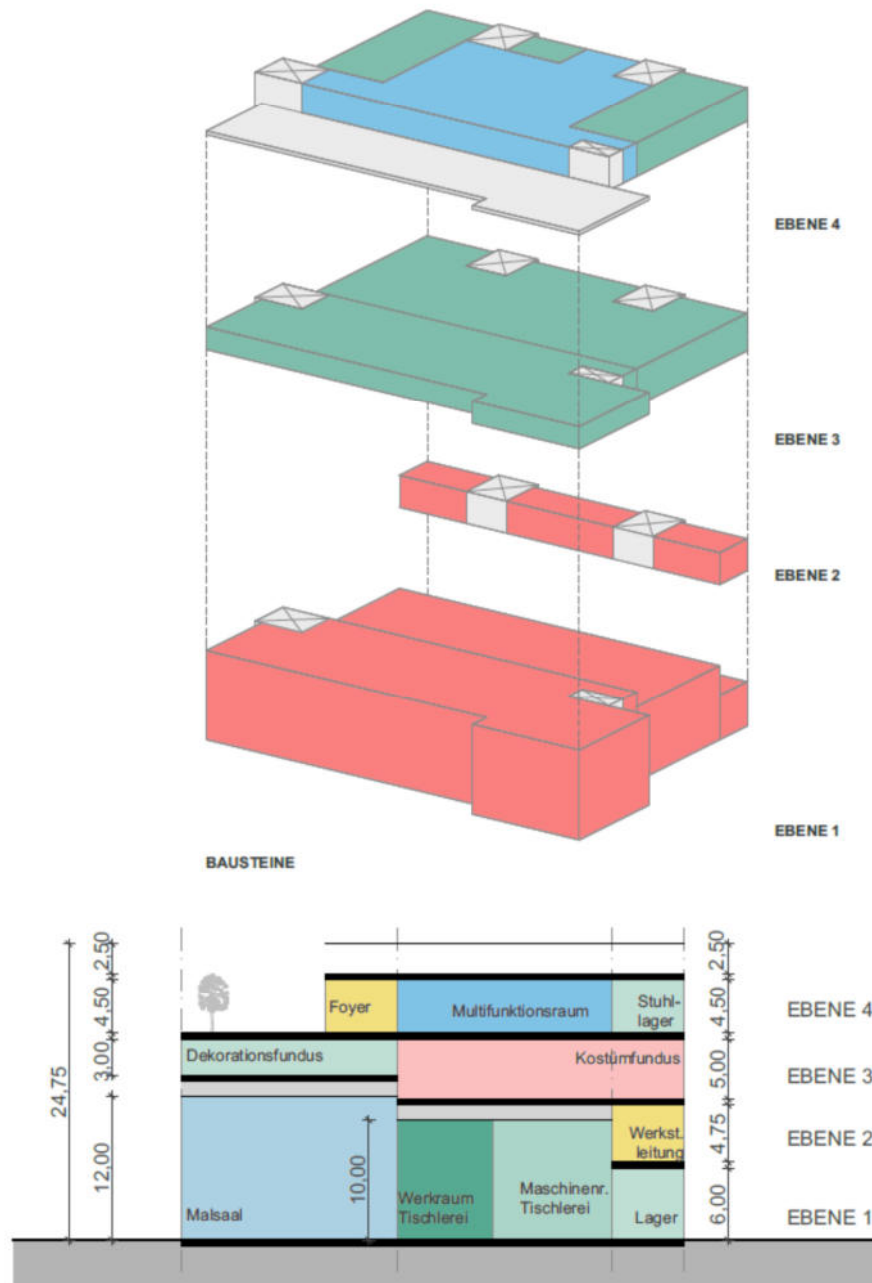 EBENE 4
EBENE 3
EBENE 2
EBENE 1
BAUSTEINE
2,50
4,50
3,00
24,75
12,00
10,00
Foyer
Multifunktionsraum
Stuhl-
lager
Dekorationsfundus
Kostümfundus
Werkst.
leitung
Malsaal
Werkraum
Tischlerei
Maschinenr.
Tischlerei
Lager
2,50
4,50
5,00
4,75
6,00
EBENE 4
EBENE 3
EBENE 2
EBENE 1